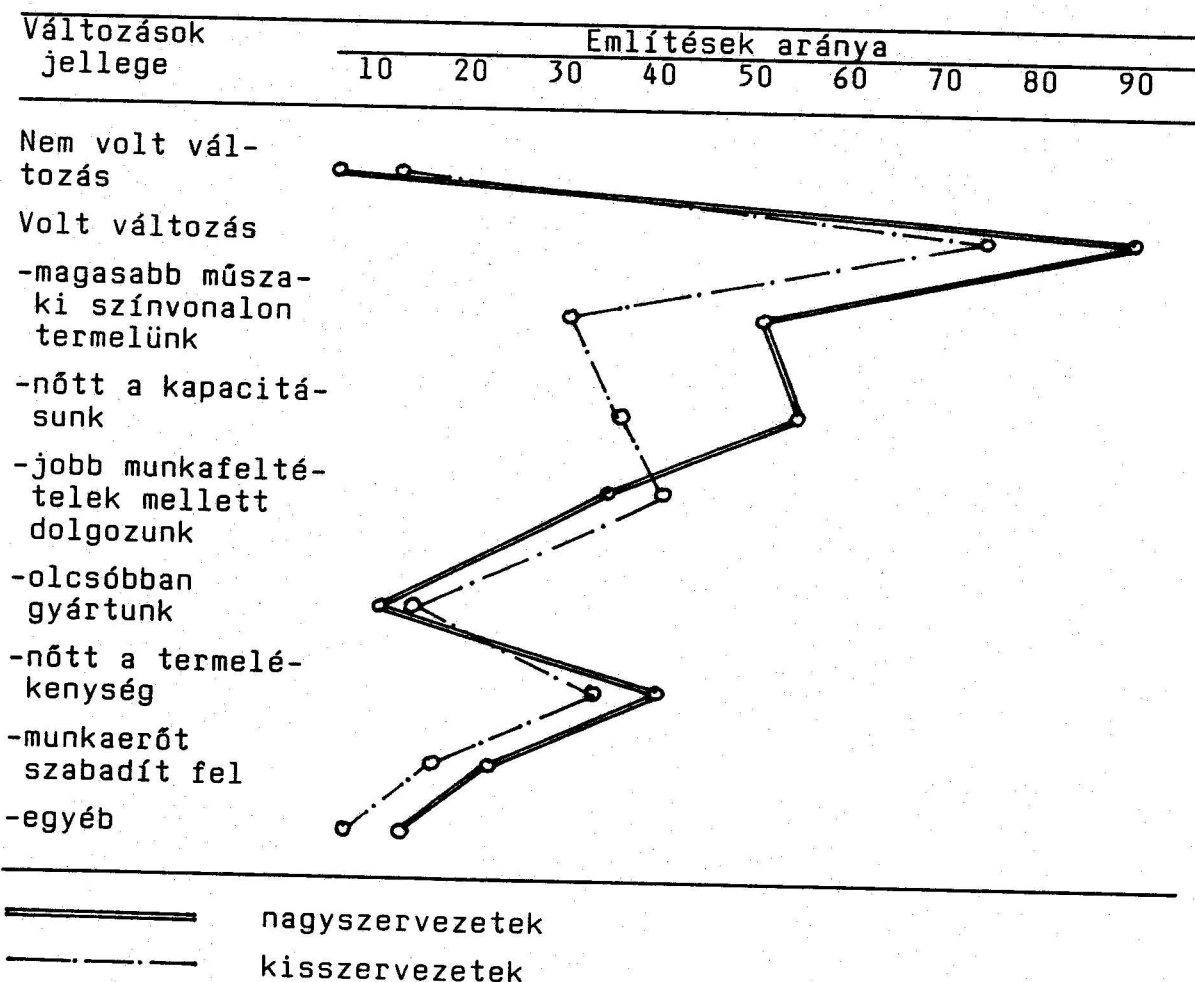 Változások
jellege
Említések aránya
10 20 30 40 50 60 70 80 90
Nem volt vál-
tozás
Volt változás
-magasabb műsza-
ki színvonalon
termelünk
-nőtt a kapacitá-
sunk
-jobb munkafelté-
telek mellett
dolgozunk
-olcsóbban
gyártunk
-nőtt a termelé-
kenység
-munkaerőt
szabadít fel
-egyéb
nagyszervezetek
kisszervezetek